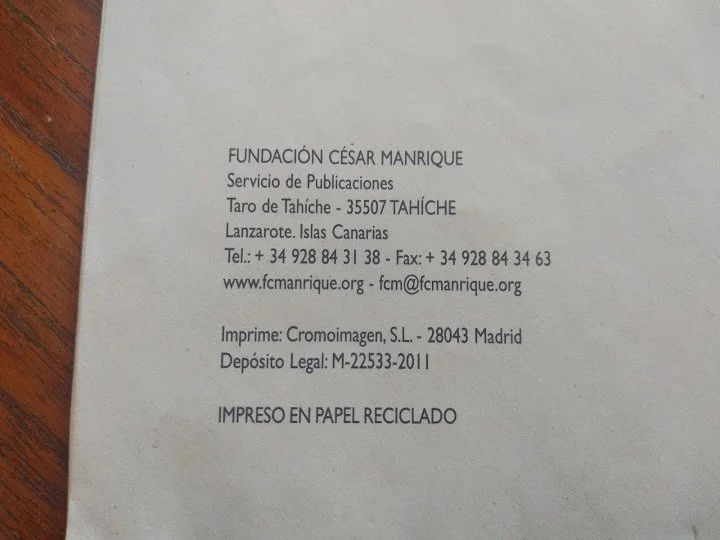 FUNDACIÓN CÉSAR MANRIQUE
Servicio de Publicaciones
Taro de Tahíche - 35507 TAHÍCHE
Lanzarote. Islas Canarias
Tel.: + 34 928 84 31 38 - Fax: + 34 928 84 34 63
www.fcmanrique.org - fcm@fcmanrique.org
Imprime: Cromoimagen, S.L. - 28043 Madrid
Depósito Legal: M-22533-2011
IMPRESO EN PAPEL RECICLADO